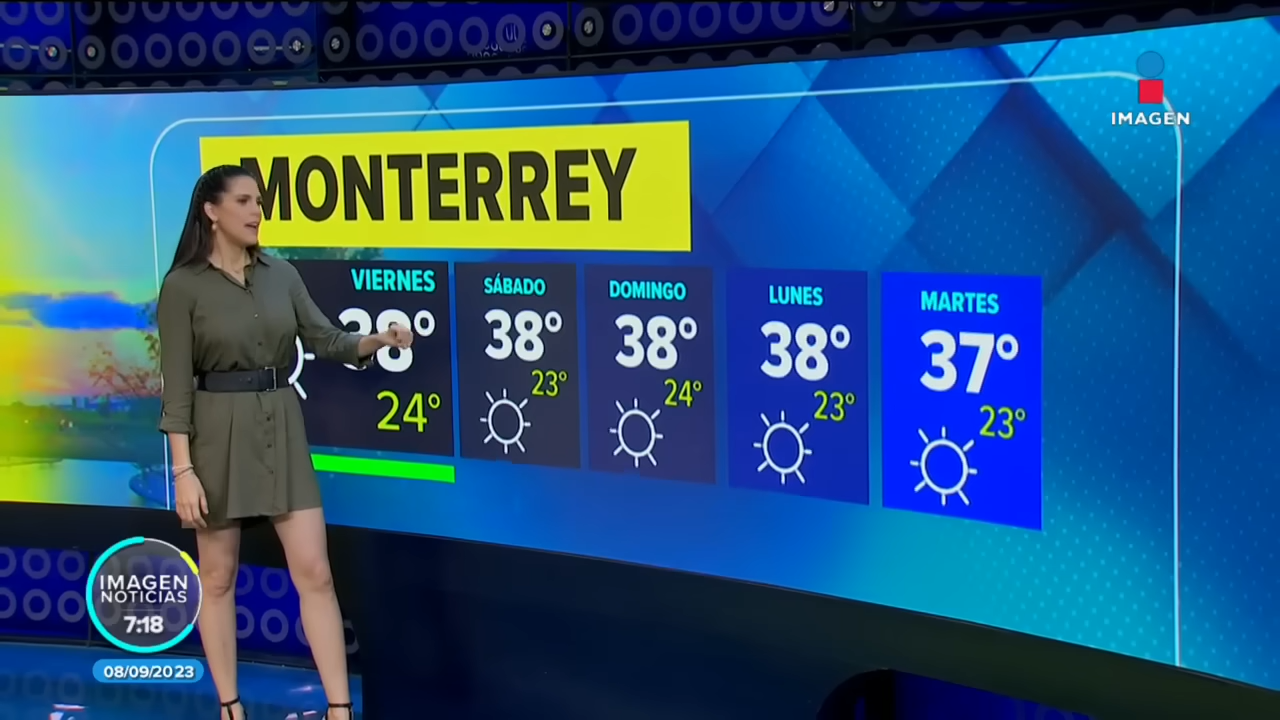 IMAGEN
MONTERREY
VIERNES
38°
24°
SÁBADO
38°
23°
DOMINGO
38°
24°
LUNES
38°
23°
MARTES
37°
23°
IMAGEN
NOTICIAS
7:18
08/09/2023